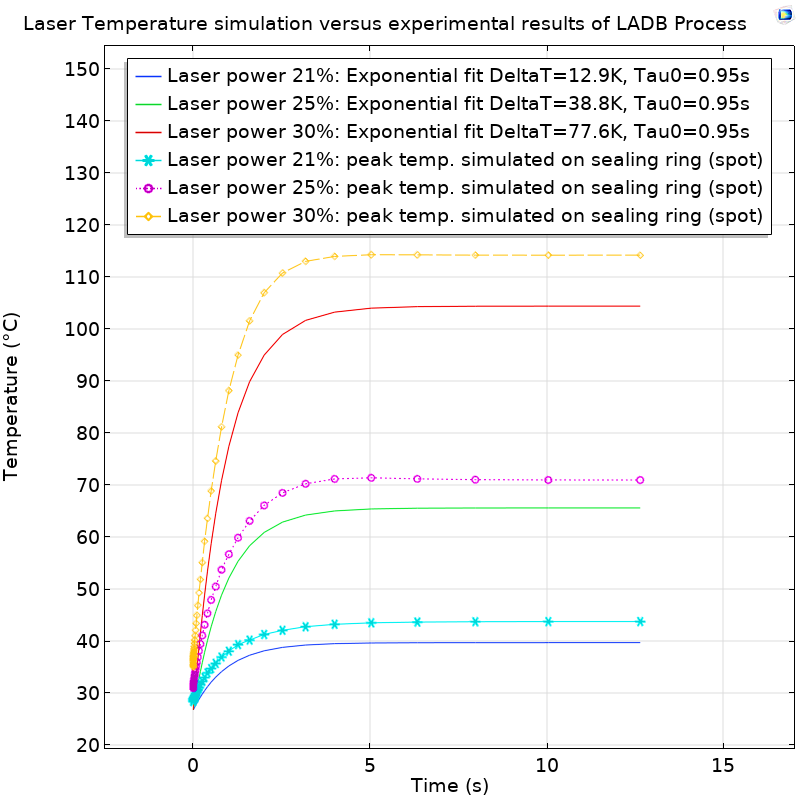 Laser Temperature simulation versus experimental results of LADB Process
150
Laser power 21%: Exponential fit DeltaT=12.9K, Tau0=0.95s
Laser power 25%: Exponential fit DeltaT=38.8K, Tau0=0.95s
140
Laser power 30%: Exponential fit DeltaT=77.6K, Tau0=0.95s
Laser power 21%: peak temp. simulated on sealing ring (spot)
130
Laser power 25%: peak temp. simulated on sealing ring (spot)
Laser power 30%: peak temp. simulated on sealing ring (spot)
120
110
100
90
80
70
60
50
40
30
20
Temperature (°C)
0 5 10 15
Time (s)